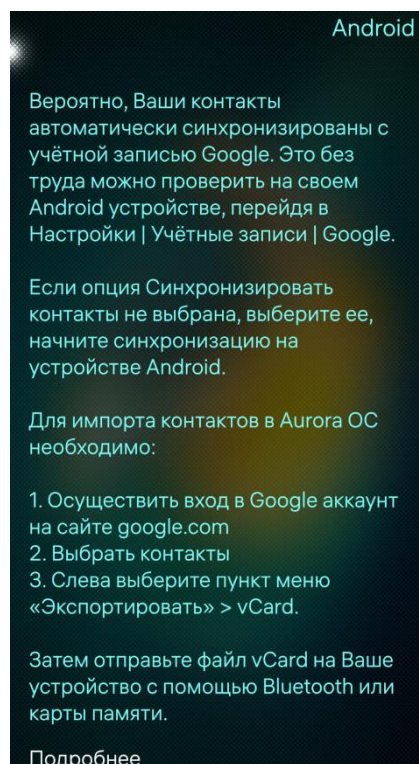 Android
Вероятно, Ваши контакты
автоматически синхронизированы с
учётной записью Google. Это без
труда можно проверить на своем
Android устройстве, перейдя в
Настройки | Учётные записи | Google.
Если опция Синхронизировать
контакты не выбрана, выберите ее,
начните синхронизацию на
устройстве Android.
Для импорта контактов в Aurora ОС
необходимо:
1. Осуществить вход в Google аккаунт
на сайте google.com
2. Выбрать контакты
3. Слева выберите пункт меню
«Экспортировать» > vCard.
Затем отправьте файл vCard на Ваше
устройство с помощью Bluetooth или
карты памяти.
Подробнее